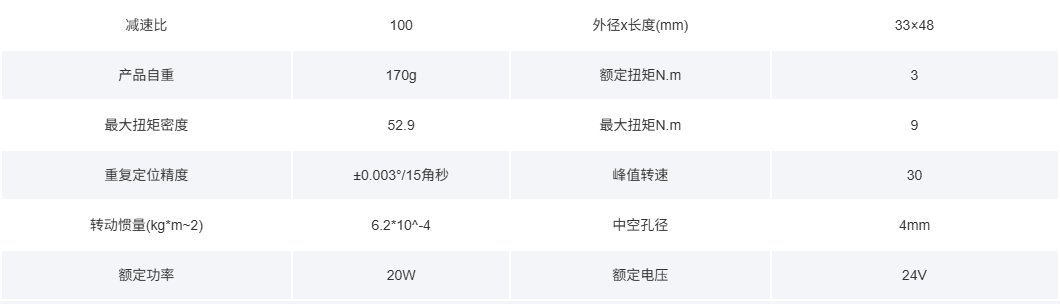 减速比 100 外径x长度(mm) 33×48
产品自重 170g 额定扭矩N.m 3
最大扭矩密度 52.9 最大扭矩N.m 9
重复定位精度 ±0.003°/15角秒 峰值转速 30
转动惯量(kg*m~2) 6.2*10^-4 中空孔径 4mm
额定功率 20W 额定电压 24V